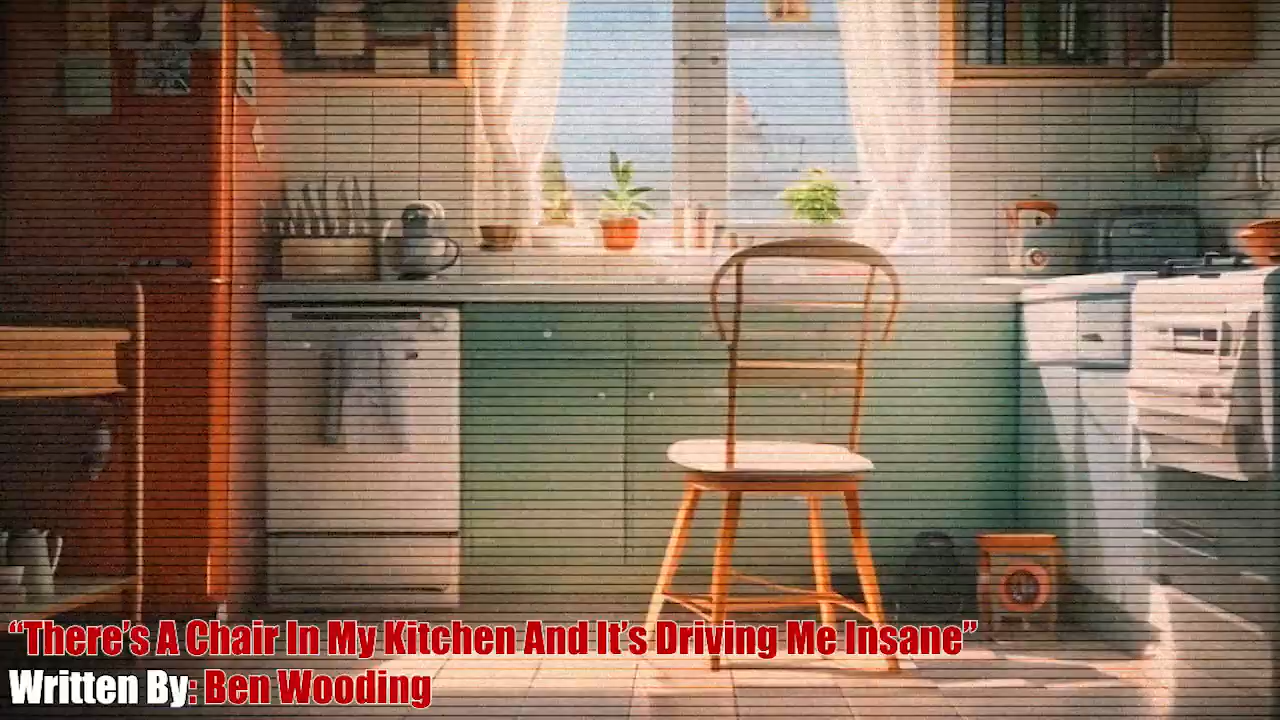 “There’s A Chair In My Kitchen And It’s Driving Me Insane”
Written By: Ben Wooding